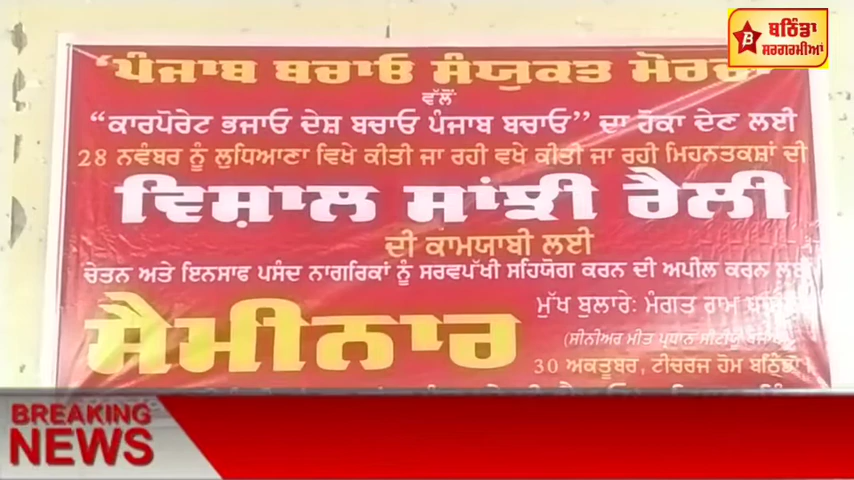 ਬਠਿੰਡਾ
ਸਰਗਰਮੀਆਂ
'ਪੰਜਾਬ ਬਚਾਓ ਸੰਯੁਕਤ ਮੋਰਚਾ'
ਵੱਲੋਂ
“ਕਾਰਪੋਰੇਟ ਭਜਾਓ ਦੇਸ਼ ਬਚਾਓ ਪੰਜਾਬ ਬਚਾਓ” ਦਾ ਹੋਕਾ ਦੇਣ ਲਈ
28 ਨਵੰਬਰ ਨੂੰ ਲੁਧਿਆਣਾ ਵਿਖੇ ਕੀਤੀ ਜਾ ਰਹੀ ਵਖੇ ਕੀਤੀ ਜਾ ਰਹੀ ਮਿਹਨਤਕਸ਼ਾਂ ਦੀ
ਵਿਸ਼ਾਲ ਸਾਂਝੀ ਰੈਲੀ
ਦੀ ਕਾਮਯਾਬੀ ਲਈ
ਚੇਤਨ ਅਤੇ ਇਨਸਾਫ ਪਸੰਦ ਨਾਗਰਿਕਾਂ ਨੂੰ ਸਰਵਪੱਖੀ ਸਹਿਯੋਗ ਕਰਨ ਦੀ ਅਪੀਲ ਕਰਨ ਲਈ
ਸੈਮੀਨਾਰ
ਮੁੱਖ ਬੁਲਾਰੇ: ਮੰਗਤ ਰਾਮ
(ਸੀਨੀਅਰ ਮੀਤ ਪ੍ਰਧਾਨ ਸੀਟੀਯੂ
30 ਅਕਤੂਬਰ, ਟੀਚਰਜ ਹੋਮ ਬਠਿੰਡਾ
BREAKING
NEWS